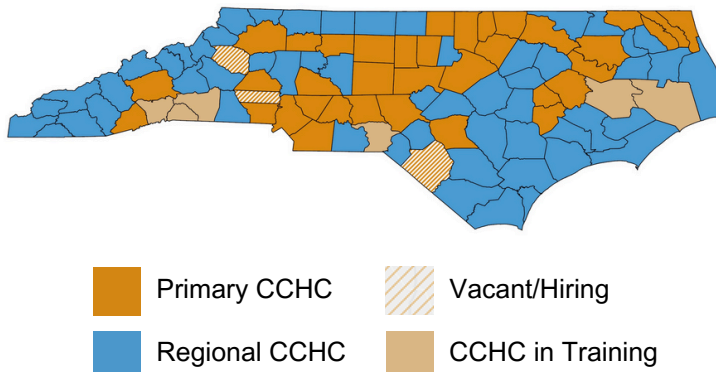 Primary CCHC
Vacant/Hiring
Regional CCHC
CCHC in Training